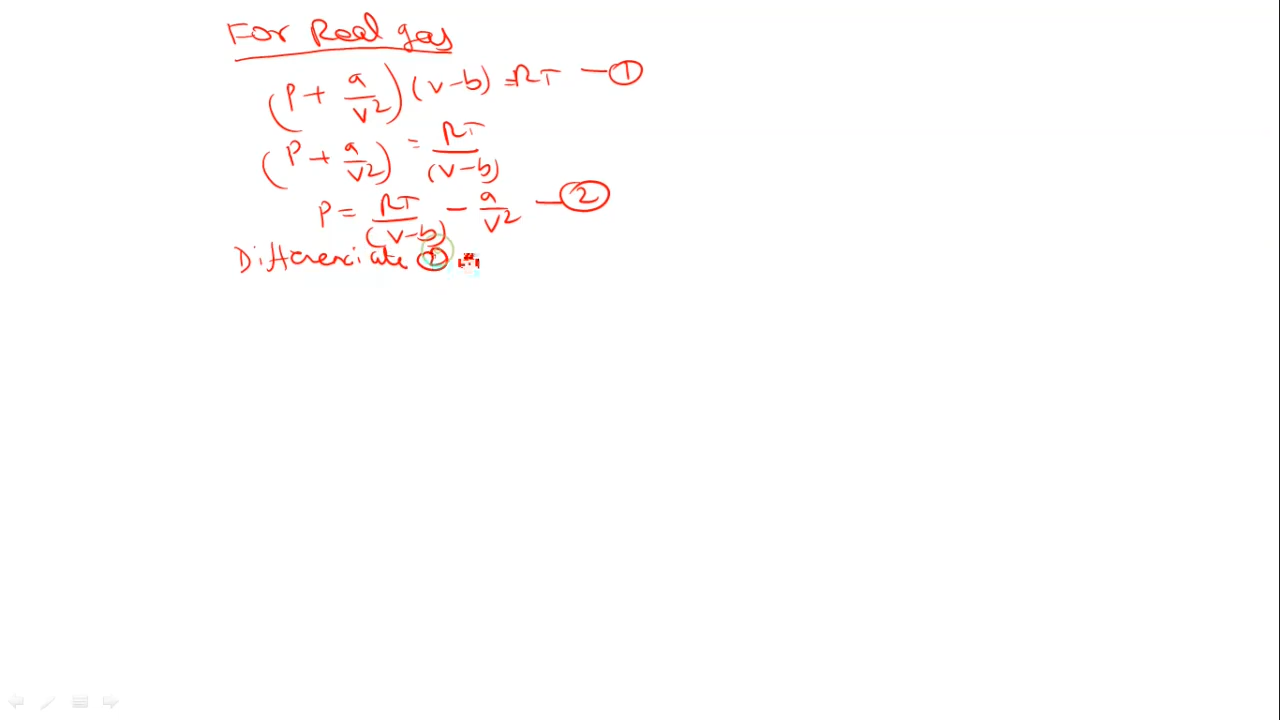 For Real gas
(P + a/V²) (V-b) = RT — ①
(P + a/V²) = RT/(V-b)
P = RT/(V-b) - a/V² — ②
Differenciate ②